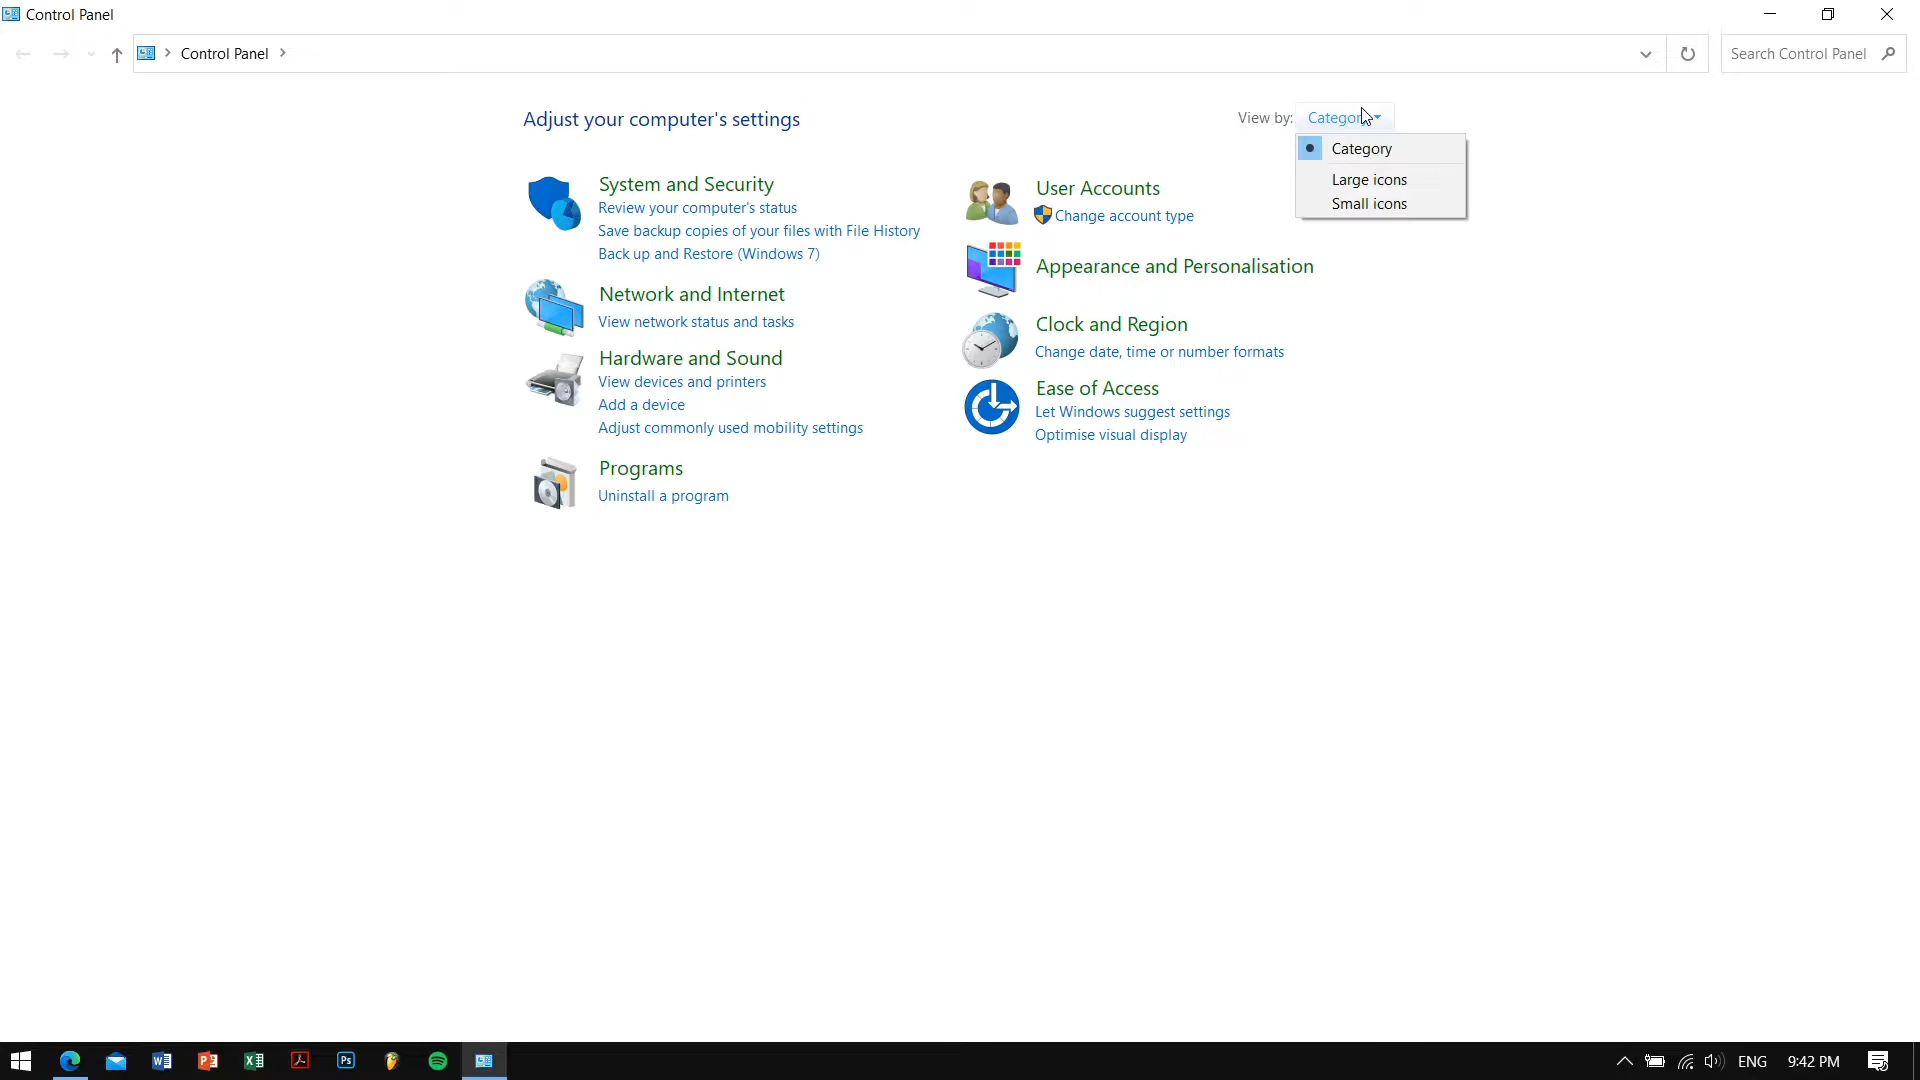 Control Panel
Control Panel
Search Control Panel
Adjust your computer's settings
View by:
Category
Large icons
Small icons
System and Security
Review your computer's status
Save backup copies of your files with File History
Back up and Restore (Windows 7)
Network and Internet
View network status and tasks
Hardware and Sound
View devices and printers
Add a device
Adjust commonly used mobility settings
Programs
Uninstall a program
User Accounts
Change account type
Appearance and Personalisation
Clock and Region
Change date, time or number formats
Ease of Access
Let Windows suggest settings
Optimise visual display
Ps
ENG
9:42 PM